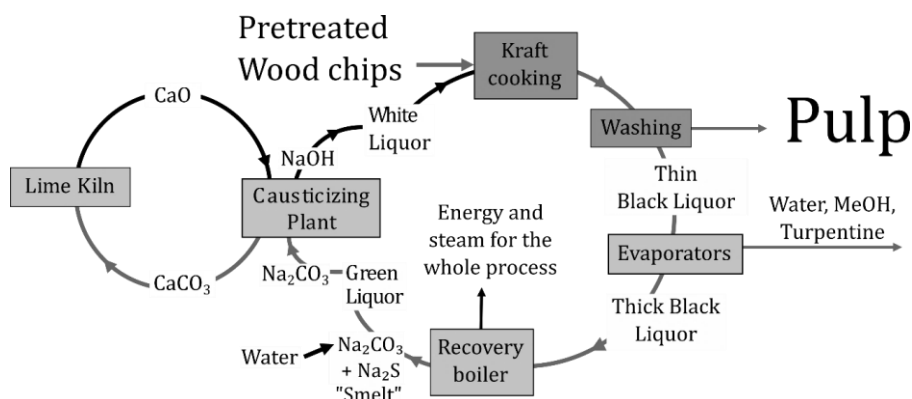 Pretreated
Wood chips
Kraft
cooking
CaO
White
Liquor
Washing
Pulp
NaOH
Lime Kiln
Causticizing
Plant
Thin
Black Liquor
Energy and
steam for the
whole process
Water, MeOH,
Turpentine
Evaporators
CaCO₃
Na₂CO₃
Green
Liquor
Thick Black
Liquor
Water
Na₂CO₃
+ Na₂S
"Smelt"
Recovery
boiler